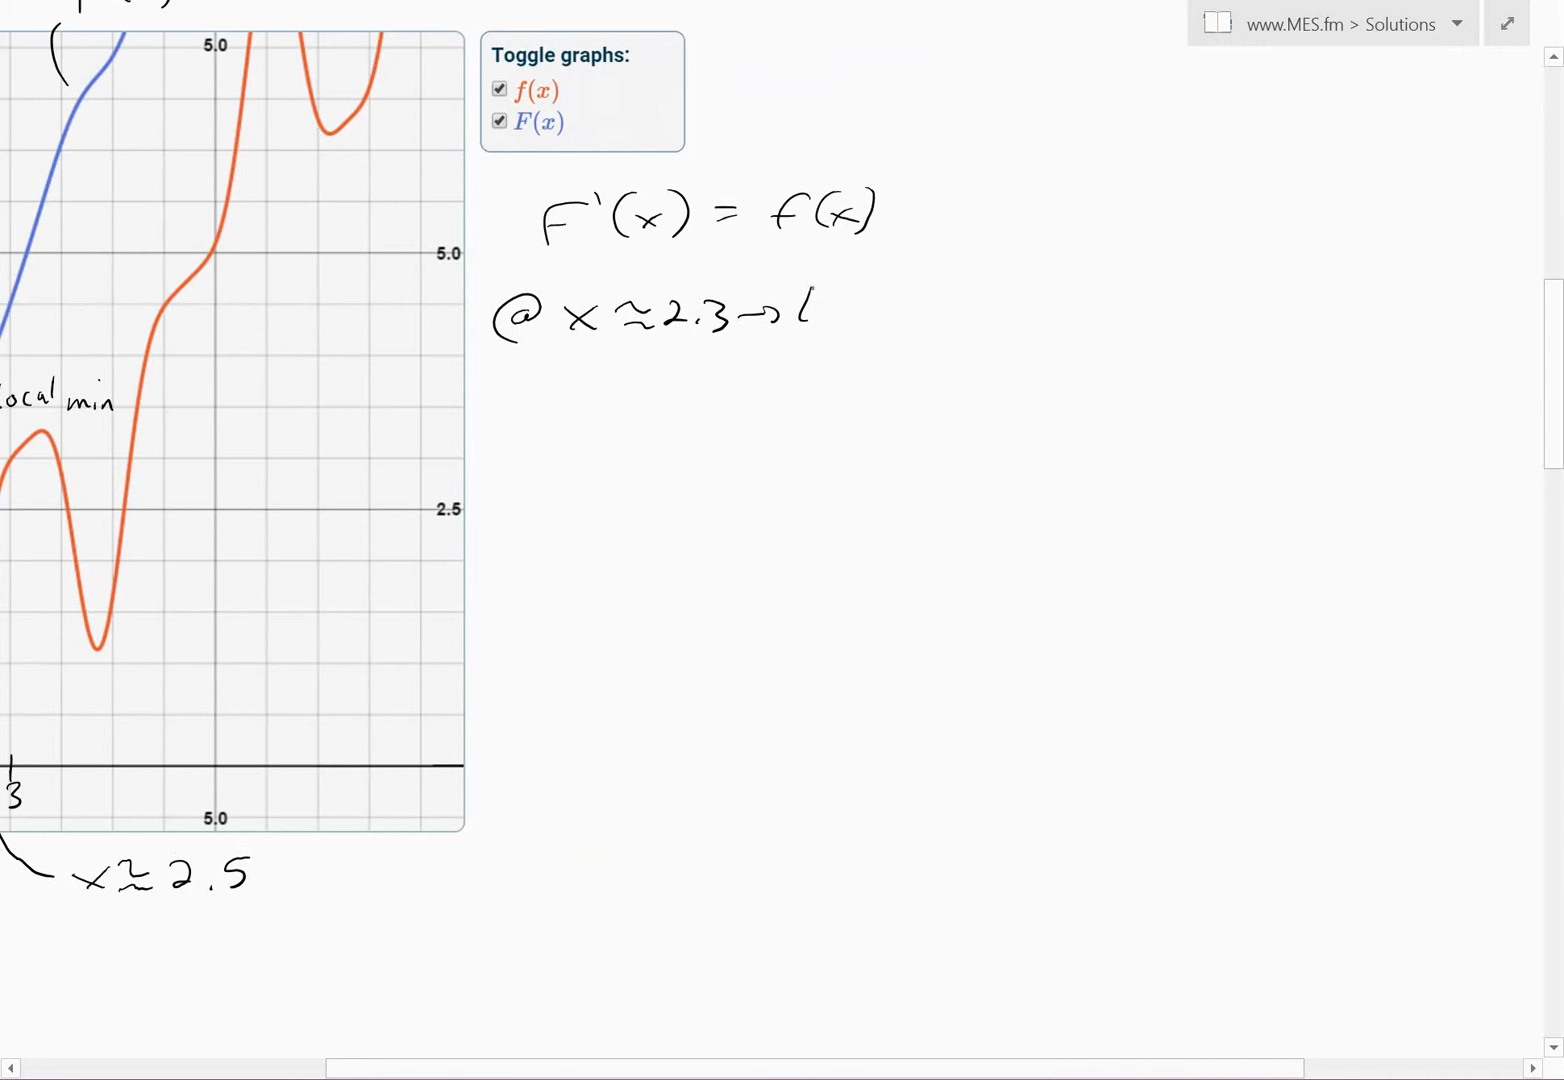 www.MES.fm > Solutions
5.0
Toggle graphs:
f(x)
F(x)
F'(x) = f(x)
5.0
@ x ≈ 2.3 → l
local min
2.5
3
5.0
x ≈ 2.5